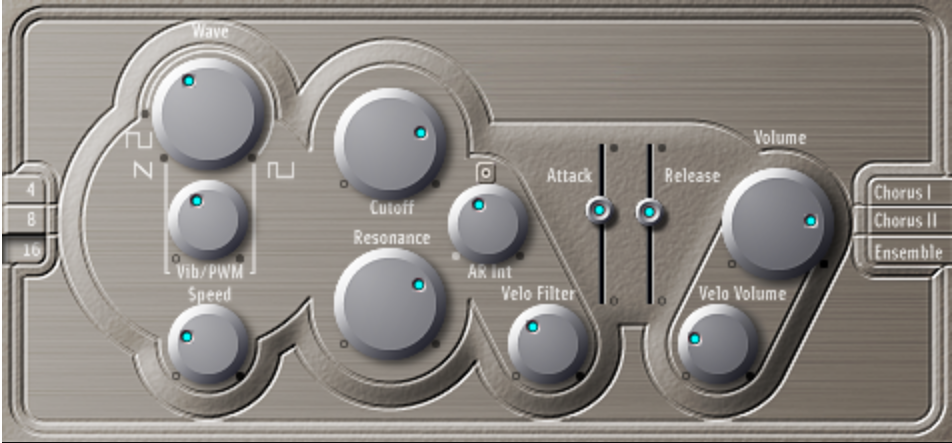 Wave
Cutoff
Resonance
AR Int
Vib/PWM
Speed
Velo Filter
Attack
Release
Volume
Velo Volume
4
8
16
Chorus I
Chorus II
Ensemble